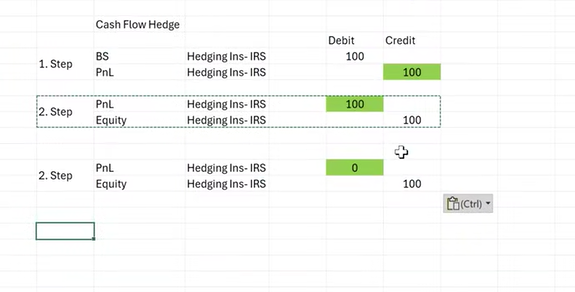 Cash Flow Hedge
Debit Credit
1. Step
BS Hedging Ins- IRS 100
PnL Hedging Ins- IRS 100
2. Step
PnL Hedging Ins- IRS 100
Equity Hedging Ins- IRS 100
2. Step
PnL Hedging Ins- IRS 0
Equity Hedging Ins- IRS 100
(Ctrl)